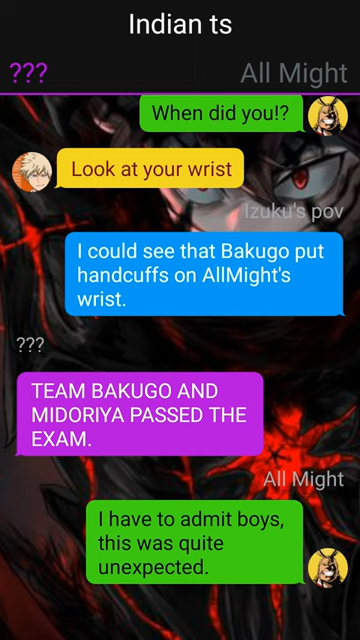 Indian ts
???
All Might
When did you!?
Look at your wrist
Izuku's pov
I could see that Bakugo put
handcuffs on AllMight's
wrist.
???
TEAM BAKUGO AND
MIDORIYA PASSED THE
EXAM.
All Might
I have to admit boys,
this was quite
unexpected.